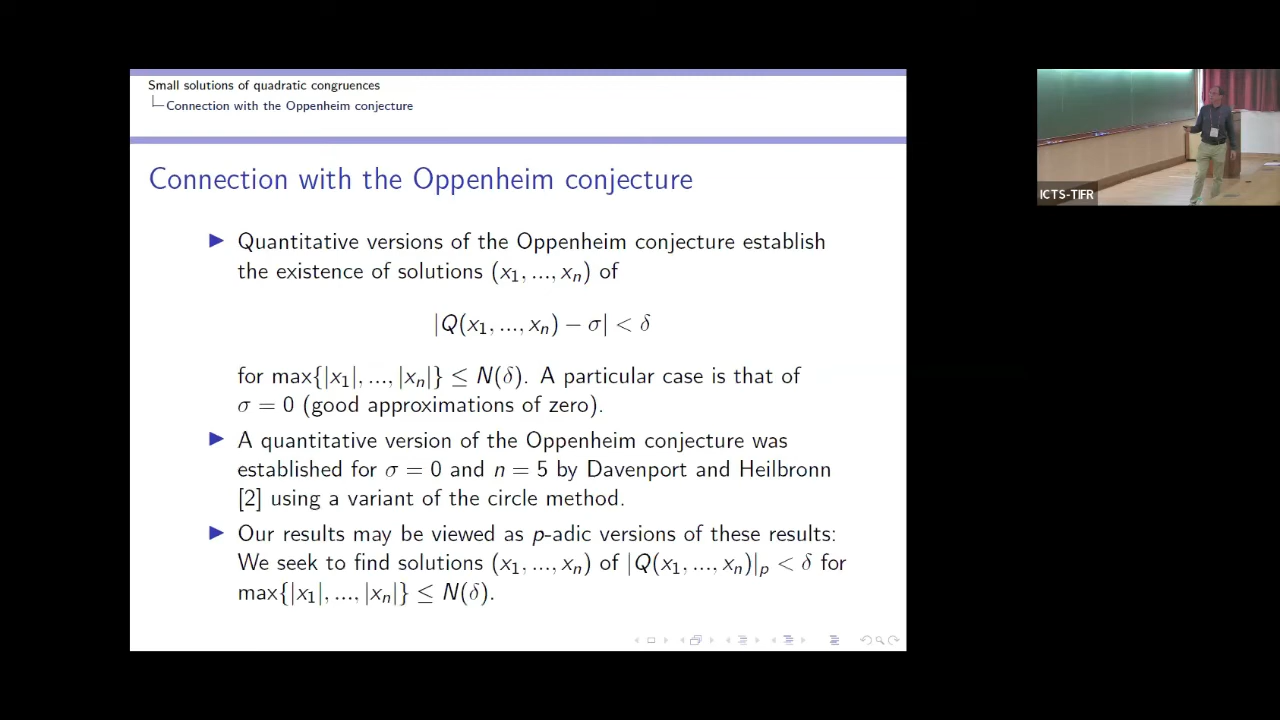 Small solutions of quadratic congruences
Connection with the Oppenheim conjecture
Connection with the Oppenheim conjecture
▶ Quantitative versions of the Oppenheim conjecture establish
the existence of solutions (x₁, ..., xₙ) of
|Q(x₁, ..., xₙ) − σ| < δ
for max{|x₁|, ..., |xₙ|} ≤ N(δ). A particular case is that of
σ = 0 (good approximations of zero).
▶ A quantitative version of the Oppenheim conjecture was
established for σ = 0 and n = 5 by Davenport and Heilbronn
[2] using a variant of the circle method.
▶ Our results may be viewed as p-adic versions of these results:
We seek to find solutions (x₁, ..., xₙ) of |Q(x₁, ..., xₙ)|ₚ < δ for
max{|x₁|, ..., |xₙ|} ≤ N(δ).
ICTS-TIFR